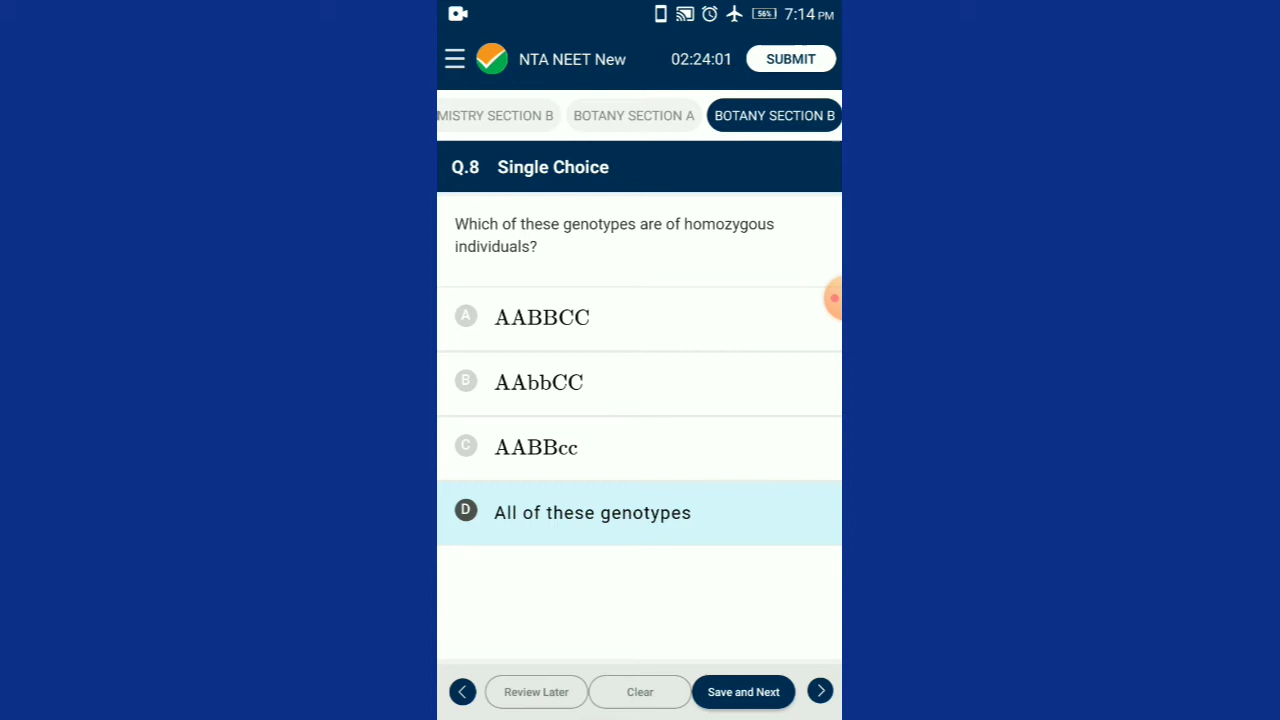 56% 7:14 PM
NTA NEET New 02:24:01 SUBMIT
MISTRY SECTION B BOTANY SECTION A BOTANY SECTION B
Q.8 Single Choice
Which of these genotypes are of homozygous
individuals?
A AABBCC
B AAbbCC
C AABBcc
D All of these genotypes
Review Later Clear Save and Next